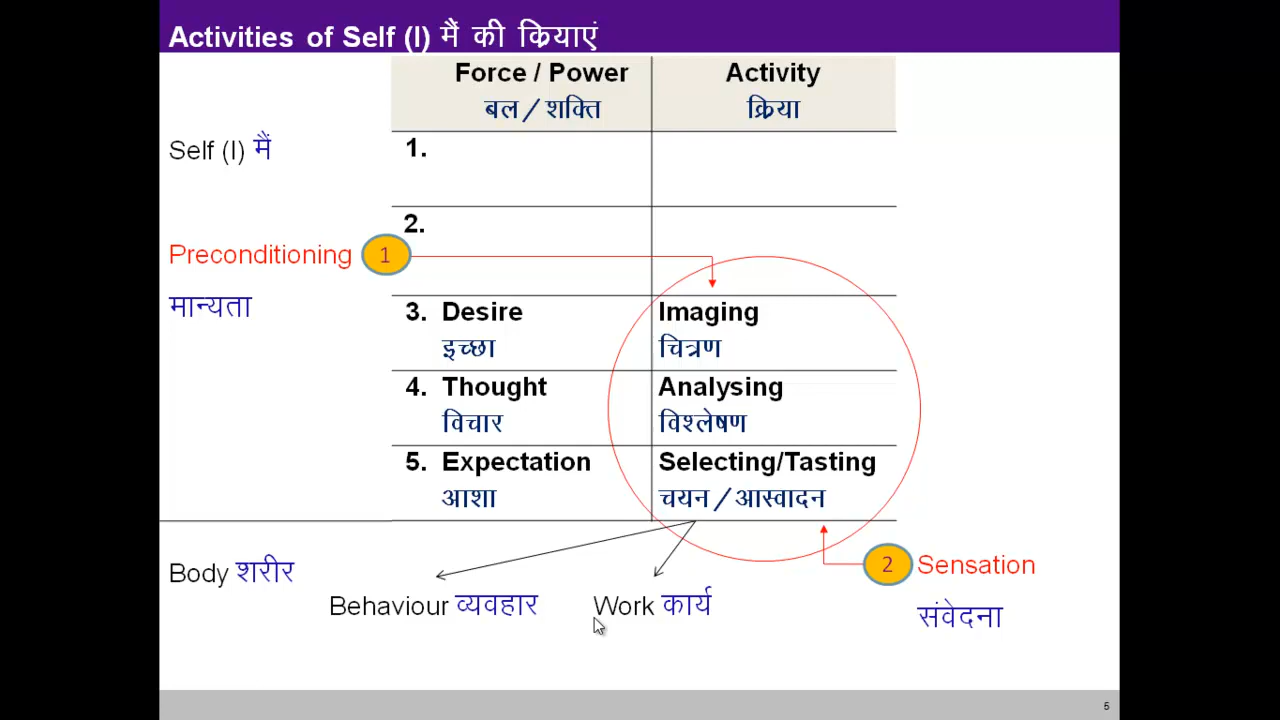 Activities of Self (I) मैं की क्रियाएं
Force / Power Activity
बल / शक्ति क्रिया
Self (I) मैं 1.
2.
Preconditioning 1
मान्यता
3. Desire Imaging
इच्छा चित्रण
4. Thought Analysing
विचार विश्लेषण
5. Expectation Selecting/Tasting
आशा चयन / आस्वादन
Body शरीर 2 Sensation
Behaviour व्यवहार Work कार्य
संवेदना
5